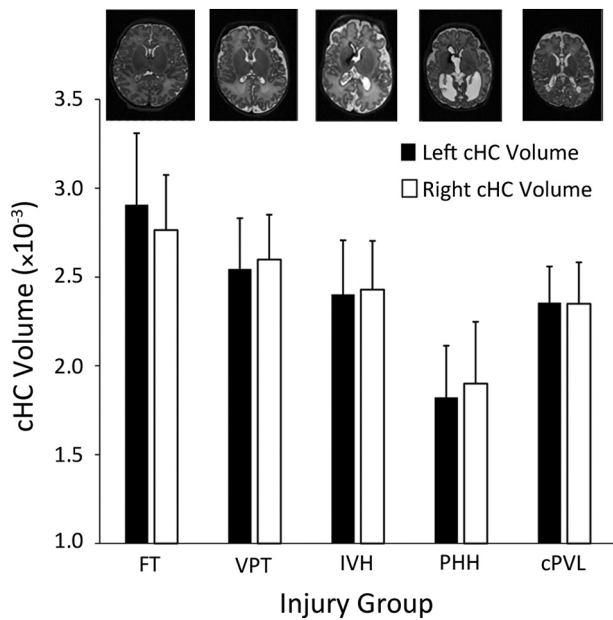 3.5
3.0
2.5
2.0
1.5
1.0
cHC Volume (×10⁻³)
Left cHC Volume
Right cHC Volume
FT
VPT
IVH
PHH
cPVL
Injury Group